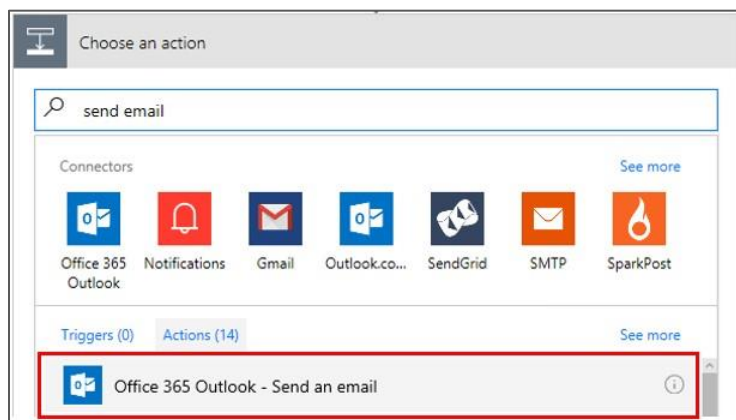 Choose an action
send email
Connectors See more
Office 365 Outlook Notifications Gmail Outlook.co... SendGrid SMTP SparkPost
Triggers (0) Actions (14) See more
Office 365 Outlook - Send an email